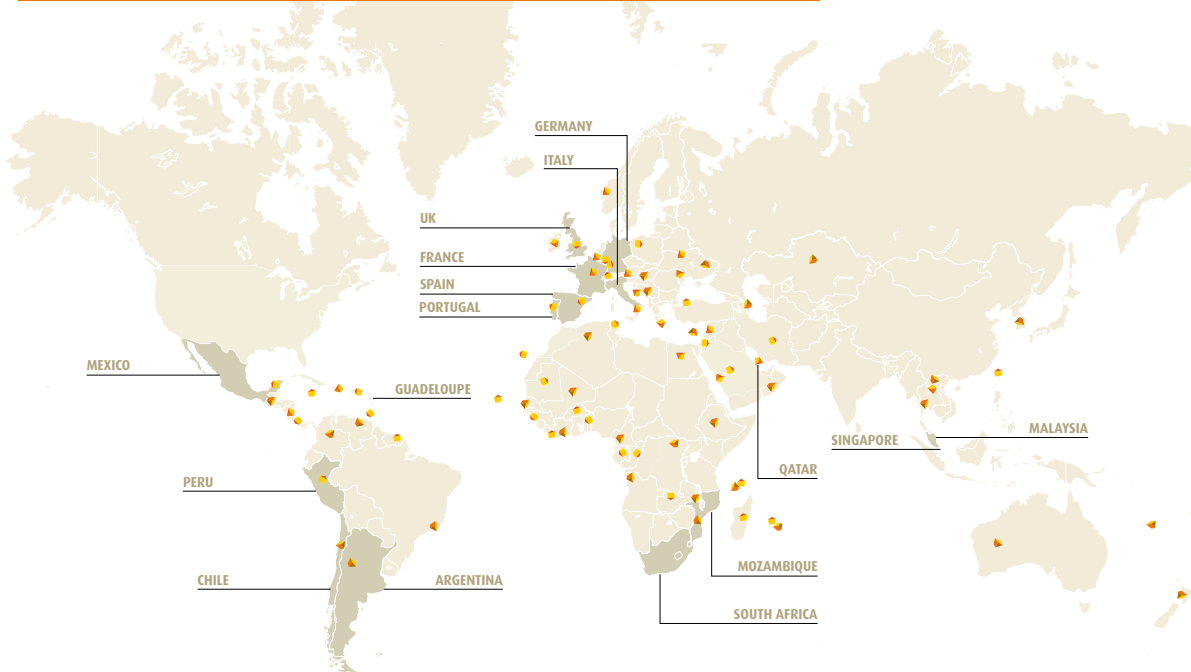 GERMANY
ITALY
UK
FRANCE
SPAIN
PORTUGAL
MEXICO
GUADELOUPE
MALAYSIA
SINGAPORE
QATAR
PERU
MOZAMBIQUE
CHILE
ARGENTINA
SOUTH AFRICA